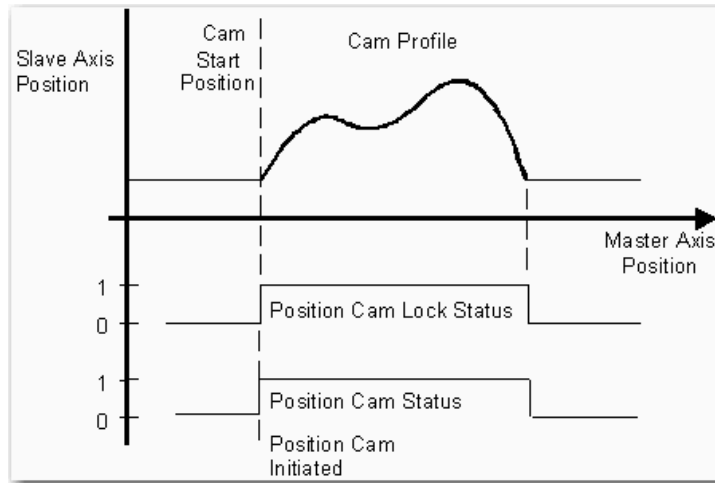 Cam
Start
Position
Cam Profile
Slave Axis
Position
Master Axis
Position
1
0
Position Cam Lock Status
1
0
Position Cam Status
Position Cam
Initiated